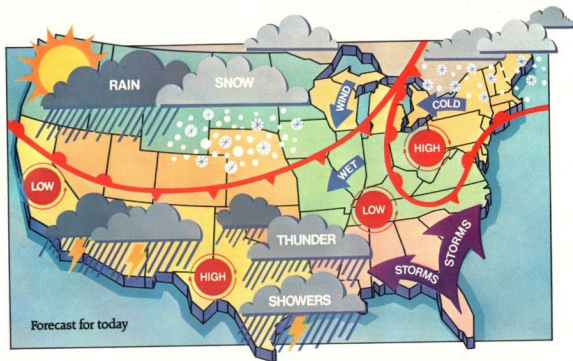 RAIN
SNOW
WIND
COLD
HIGH
WET
LOW
LOW
STORMS
THUNDER
HIGH
STORMS
SHOWERS
Forecast for today